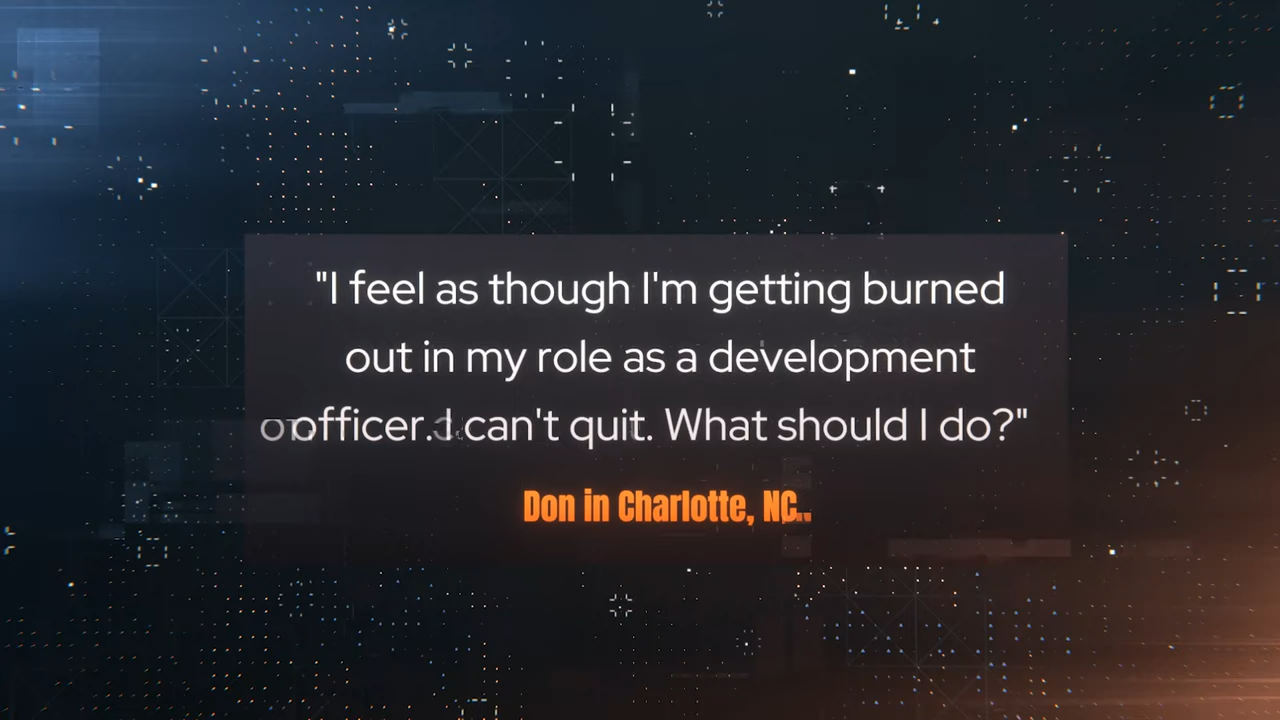 "I feel as though I'm getting burned
out in my role as a development
officer. I can't quit. What should I do?"
Don in Charlotte, NC